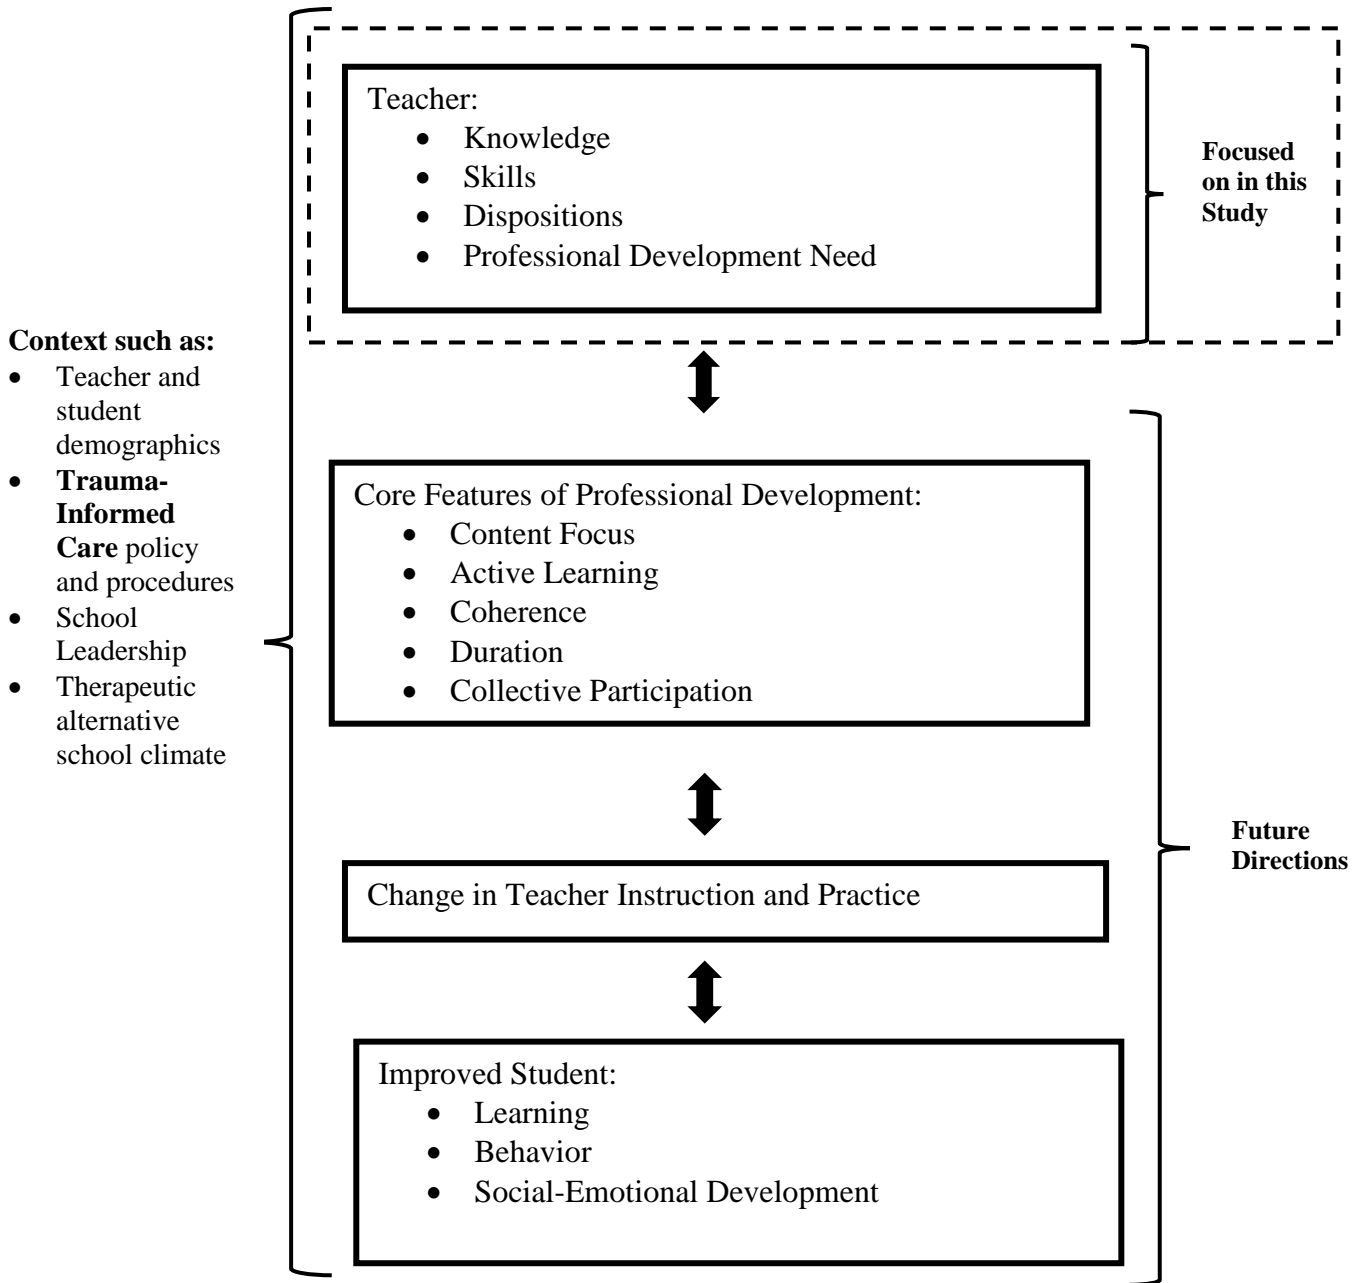 Teacher:
• Knowledge
• Skills
• Dispositions
• Professional Development Need
Focused
on in this
Study
Context such as:
• Teacher and
student
demographics
• Trauma-
Informed
Care policy
and procedures
• School
Leadership
• Therapeutic
alternative
school climate
Core Features of Professional Development:
• Content Focus
• Active Learning
• Coherence
• Duration
• Collective Participation
Change in Teacher Instruction and Practice
Improved Student:
• Learning
• Behavior
• Social-Emotional Development
Future
Directions